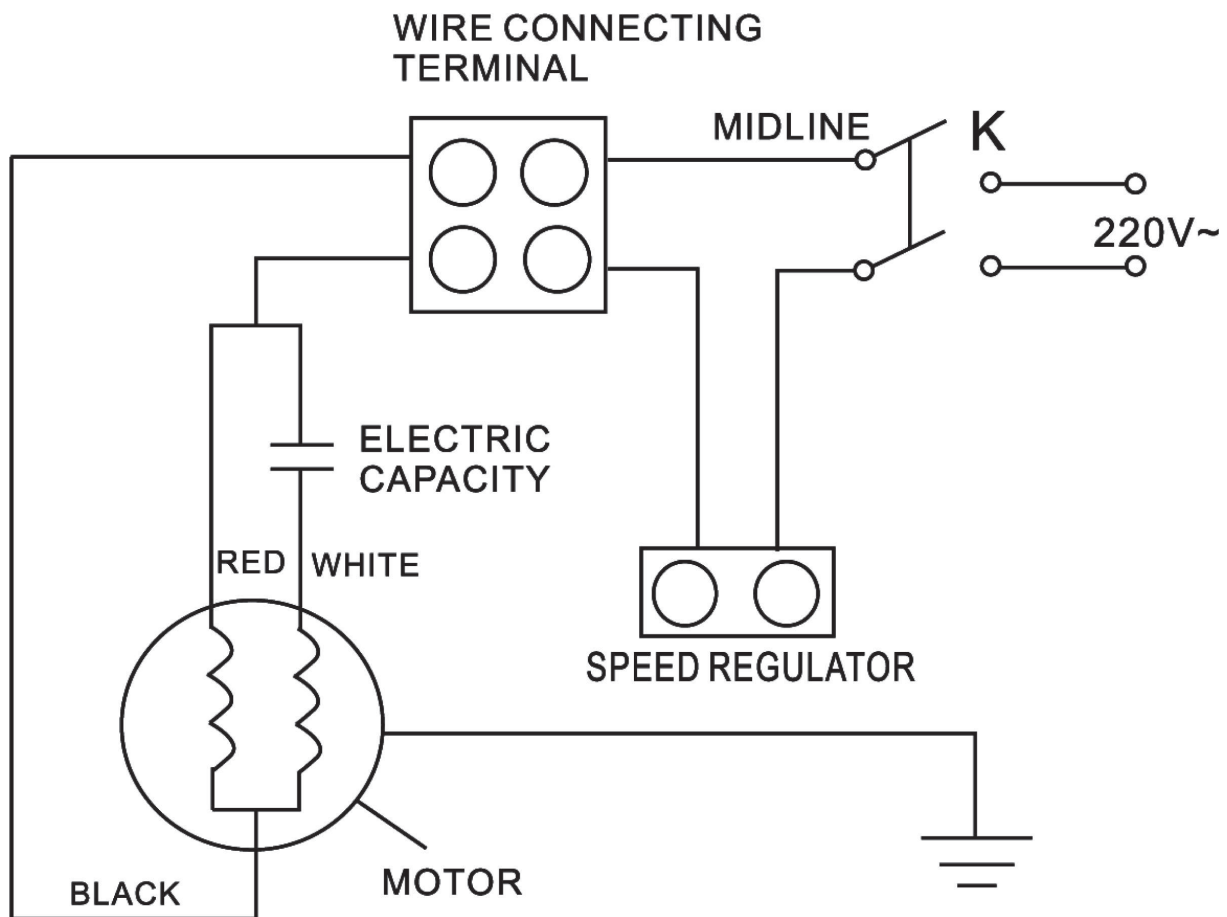 WIRE CONNECTING
TERMINAL
MIDLINE
K
220V~
ELECTRIC
CAPACITY
RED
WHITE
SPEED REGULATOR
MOTOR
BLACK